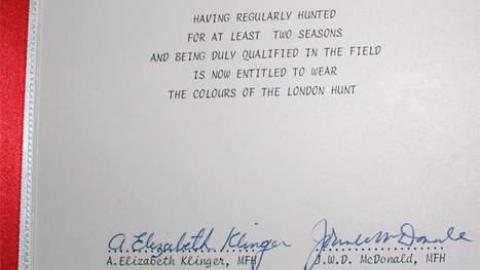 HAVING REGULARLY HUNTED
FOR AT LEAST TWO SEASONS
AND BEING DULY QUALIFIED IN THE FIELD
IS NOW ENTITLED TO WEAR
THE COLOURS OF THE LONDON HUNT
A. Elizabeth Klinger
A. Elizabeth Klinger, MFH J.W.D. McDonald, MFH